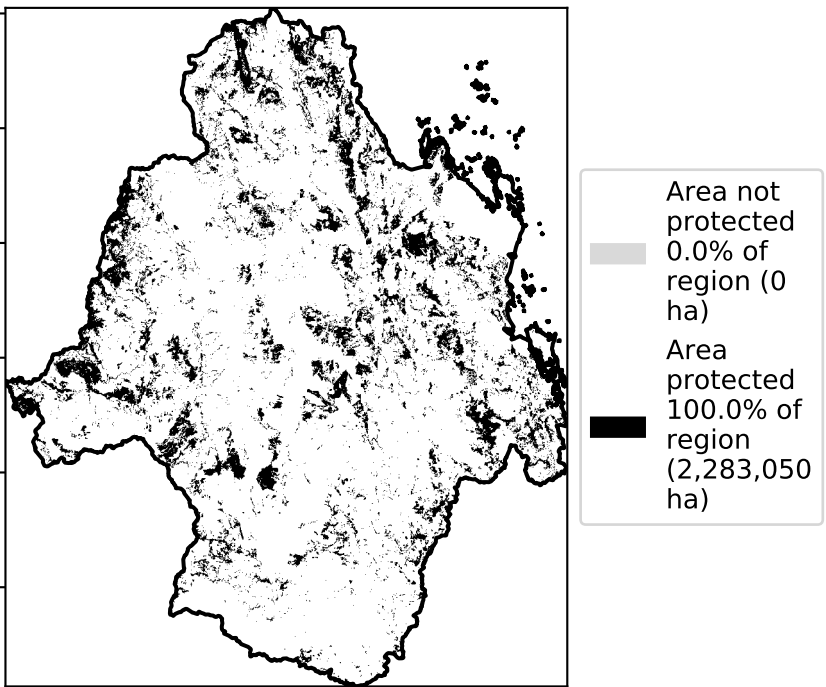 Area not
protected
0.0% of
region (0
ha)
Area
protected
100.0% of
region
(2,283,050
ha)